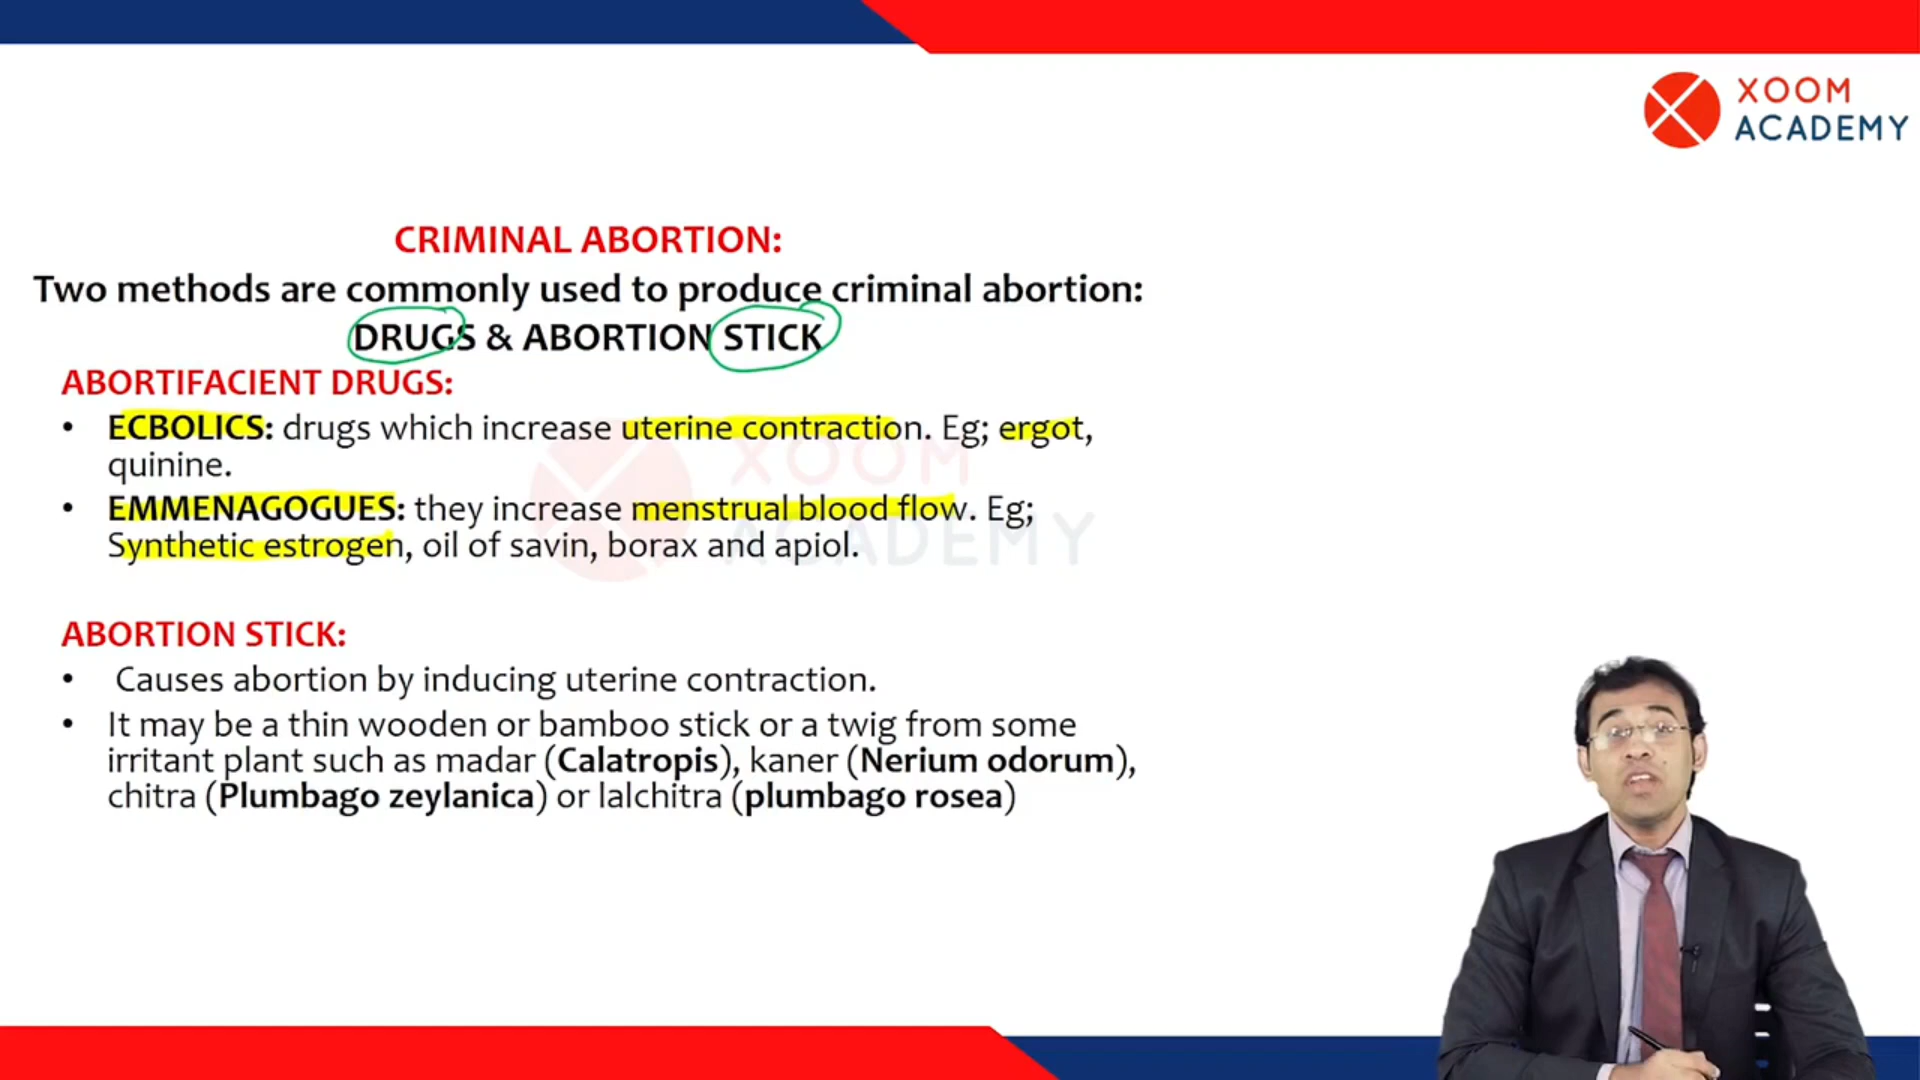 XOOM
ACADEMY
CRIMINAL ABORTION:
Two methods are commonly used to produce criminal abortion:
DRUGS & ABORTION STICK
ABORTIFACIENT DRUGS:
• ECBOLICS: drugs which increase uterine contraction. Eg; ergot,
quinine.
• EMMENAGOGUES: they increase menstrual blood flow. Eg;
Synthetic estrogen, oil of savin, borax and apiol.
XOOM
ACADEMY
ABORTION STICK:
• Causes abortion by inducing uterine contraction.
• It may be a thin wooden or bamboo stick or a twig from some
irritant plant such as madar (Calatropis), kaner (Nerium odorum),
chitra (Plumbago zeylanica) or lalchitra (plumbago rosea)